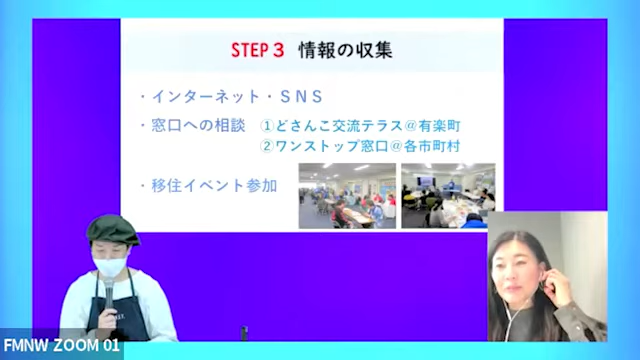 STEP３ 情報の収集
・インターネット・ＳＮＳ
・窓口への相談 ①どさんこ交流テラス＠有楽町
②ワンストップ窓口＠各市町村
・移住イベント参加
FMNW ZOOM 01